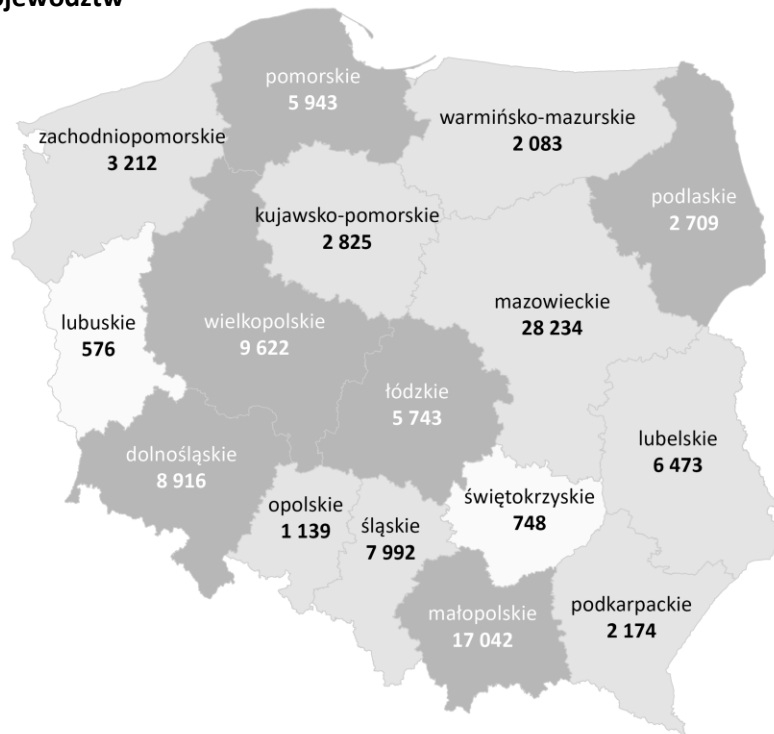 ojewództw
pomorskie
5 943
warmińsko-mazurskie
2 083
zachodniopomorskie
3 212
podlaskie
2 709
kujawsko-pomorskie
2 825
mazowieckie
28 234
lubuskie
576
wielkopolskie
9 622
łódzkie
5 743
lubelskie
6 473
dolnośląskie
8 916
opolskie
1 139
śląskie
7 992
świętokrzyskie
748
małopolskie
17 042
podkarpackie
2 174